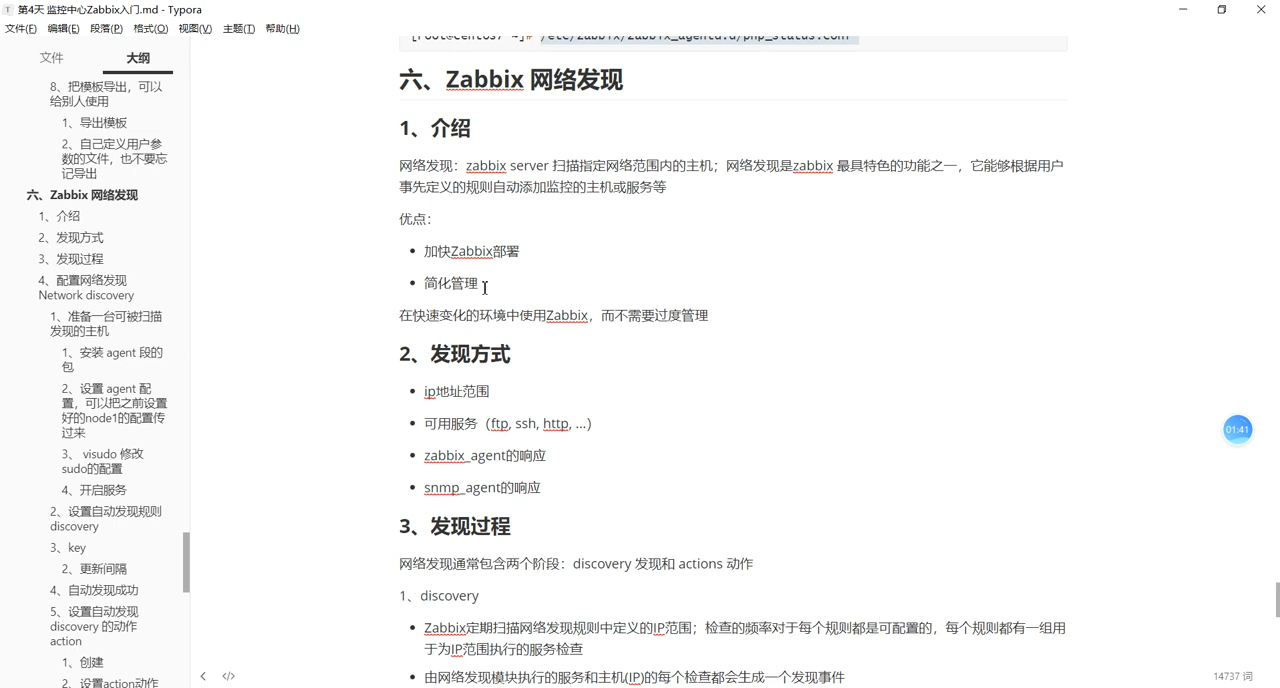 第4天 监控中心Zabbix入门.md - Typora
文件(F) 编辑(E) 段落(P) 格式(O) 视图(V) 主题(T) 帮助(H)
文件
大纲
8、把模板导出，可以
给别人使用
1、导出模板
2、自己定义用户参
数的文件，也不要忘
记导出
六、Zabbix 网络发现
1、介绍
2、发现方式
3、发现过程
4、配置网络发现
Network discovery
1、准备一台可被扫描
发现的主机
1、安装 agent 段的
包
2、设置 agent 配
置，可以把之前设置
好的node1的配置传
过来
3、 visudo 修改
sudo的配置
4、开启服务
2、设置自动发现规则
discovery
3、key
2、更新间隔
4、自动发现成功
5、设置自动发现
discovery 的动作
action
1、创建
2、设置action动作
[root@centos7 ~]# /etc/zabbix/zabbix_agentd.d/php_status.conf
六、Zabbix 网络发现
1、介绍
网络发现：zabbix server 扫描指定网络范围内的主机；网络发现是zabbix 最具特色的功能之一，它能够根据用户
事先定义的规则自动添加监控的主机或服务等
优点：
• 加快Zabbix部署
• 简化管理
在快速变化的环境中使用Zabbix，而不需要过度管理
2、发现方式
• ip地址范围
• 可用服务（ftp, ssh, http, ...）
• zabbix_agent的响应
• snmp_agent的响应
3、发现过程
网络发现通常包含两个阶段：discovery 发现和 actions 动作
1、discovery
• Zabbix定期扫描网络发现规则中定义的IP范围；检查的频率对于每个规则都是可配置的，每个规则都有一组用
于为IP范围执行的服务检查
• 由网络发现模块执行的服务和主机(IP)的每个检查都会生成一个发现事件
01:41
14737 词